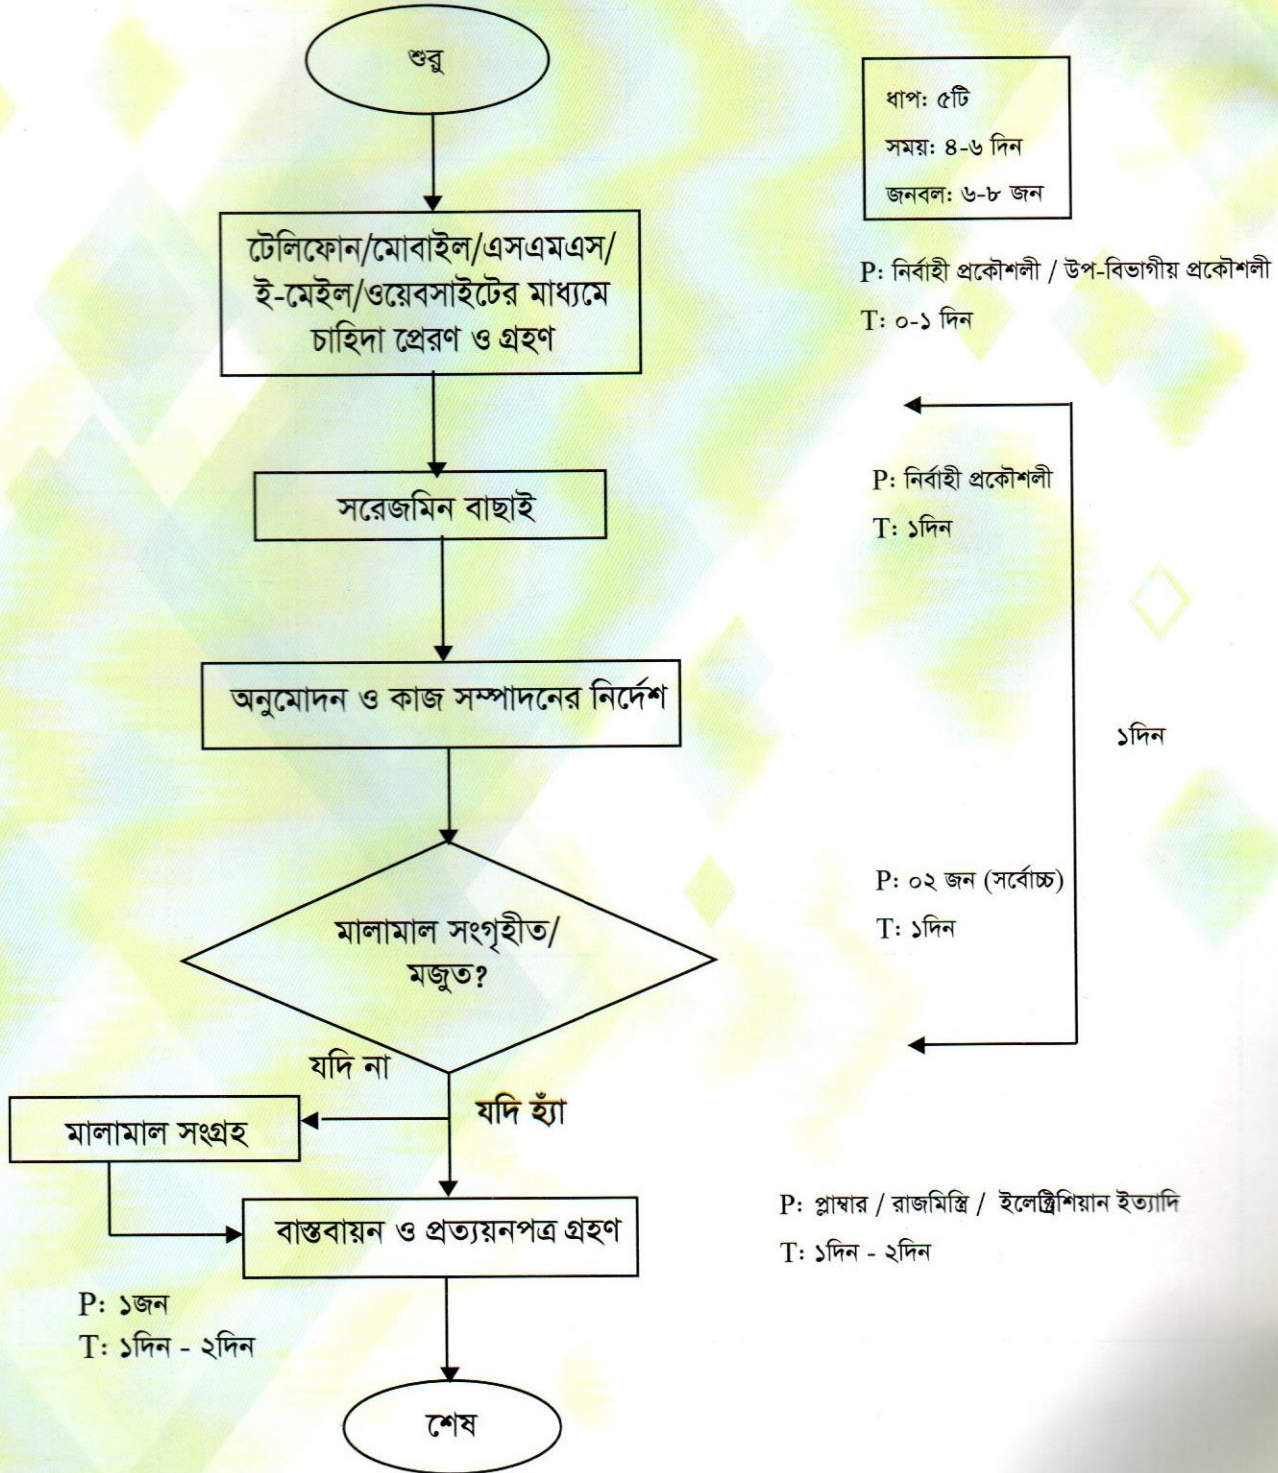 শুরু
ধাপ: ৫টি
সময়: ৪-৬ দিন
জনবল: ৬-৮ জন
টেলিফোন/মোবাইল/এসএমএস/
ই-মেইল/ওয়েবসাইটের মাধ্যমে
চাহিদা প্রেরণ ও গ্রহণ
P: নির্বাহী প্রকৌশলী / উপ-বিভাগীয় প্রকৌশলী
T: ০-১ দিন
সরেজমিন বাছাই
P: নির্বাহী প্রকৌশলী
T: ১দিন
অনুমোদন ও কাজ সম্পাদনের নির্দেশ
১দিন
মালামাল সংগৃহীত/
মজুত?
P: ০২ জন (সর্বোচ্চ)
T: ১দিন
যদি না
যদি হ্যাঁ
মালামাল সংগ্রহ
বাস্তবায়ন ও প্রত্যয়নপত্র গ্রহণ
P: প্লাম্বার / রাজমিস্ত্রি / ইলেক্ট্রিশিয়ান ইত্যাদি
T: ১দিন - ২দিন
P: ১জন
T: ১দিন - ২দিন
শেষ